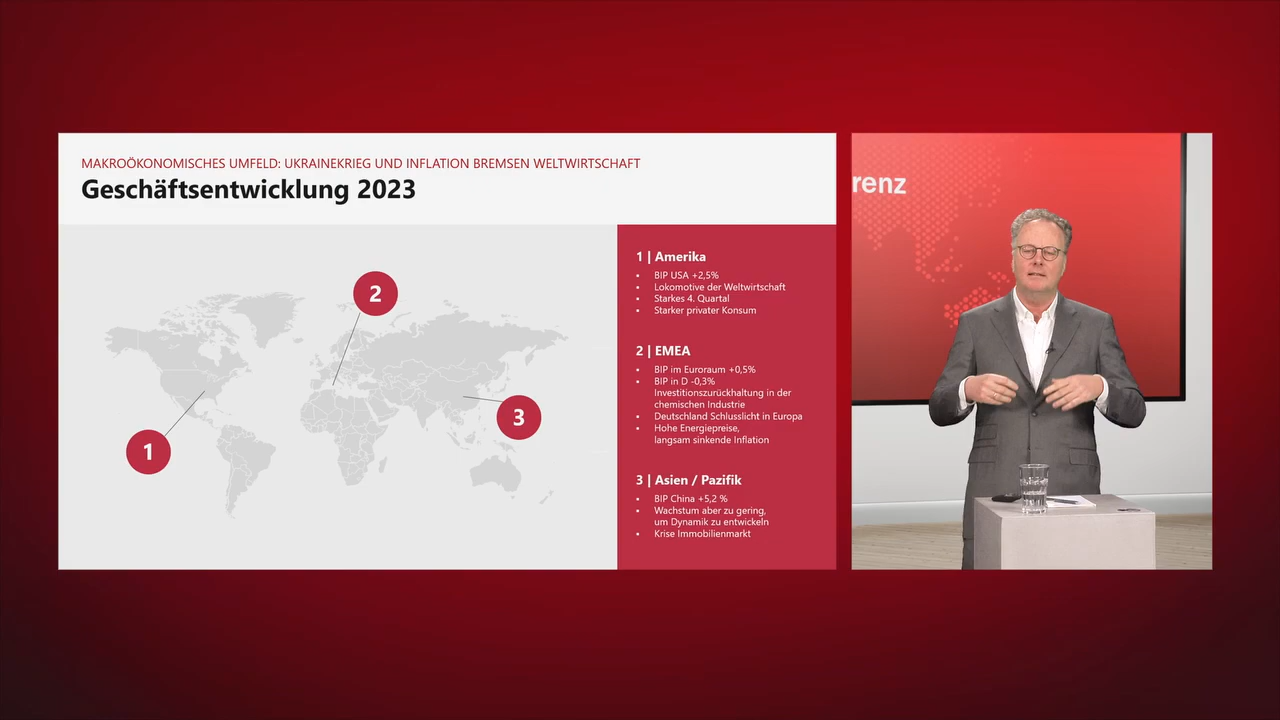 MAKROÖKONOMISCHES UMFELD: UKRAINEKRIEG UND INFLATION BREMSEN WELTWIRTSCHAFT
Geschäftsentwicklung 2023
1
2
3
1 | Amerika
• BIP USA +2,5%
• Lokomotive der Weltwirtschaft
• Starkes 4. Quartal
• Starker privater Konsum
2 | EMEA
• BIP im Euroraum +0,5%
• BIP in D -0,3%
Investitionszurückhaltung in der
chemischen Industrie
• Deutschland Schlusslicht in Europa
• Hohe Energiepreise,
langsam sinkende Inflation
3 | Asien / Pazifik
• BIP China +5,2 %
• Wachstum aber zu gering,
um Dynamik zu entwickeln
• Krise Immobilienmarkt
renz